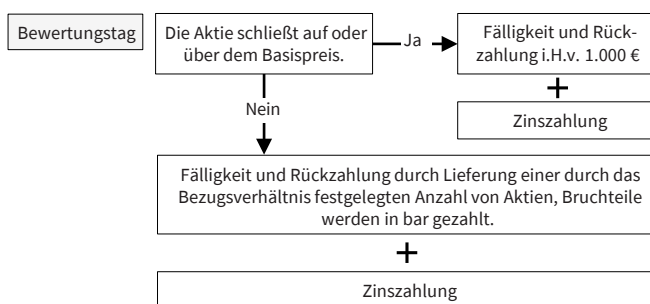 Bewertungstag
Die Aktie schließt auf oder
über dem Basispreis.
Ja
Fälligkeit und Rück-
zahlung i.H.v. 1.000 €
+
Zinszahlung
Nein
Fälligkeit und Rückzahlung durch Lieferung einer durch das
Bezugsverhältnis festgelegten Anzahl von Aktien, Bruchteile
werden in bar gezahlt.
+
Zinszahlung